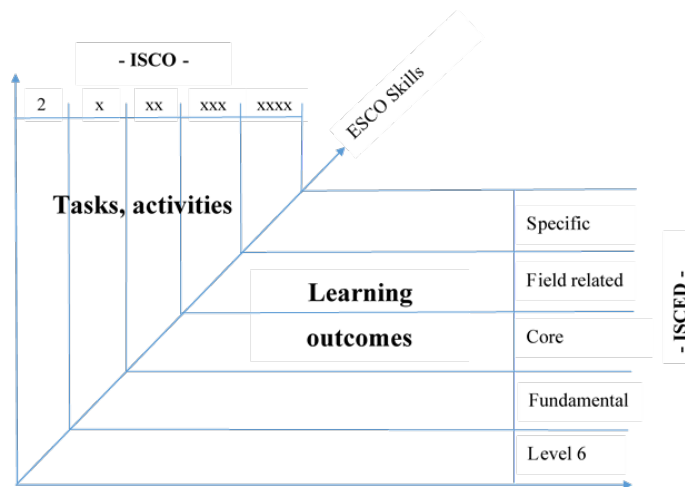 - ISCO -
2 x xx xxx xxxx
ESCO Skills
Tasks, activities
Specific
Learning
outcomes
Field related
- ISCED -
Core
Fundamental
Level 6